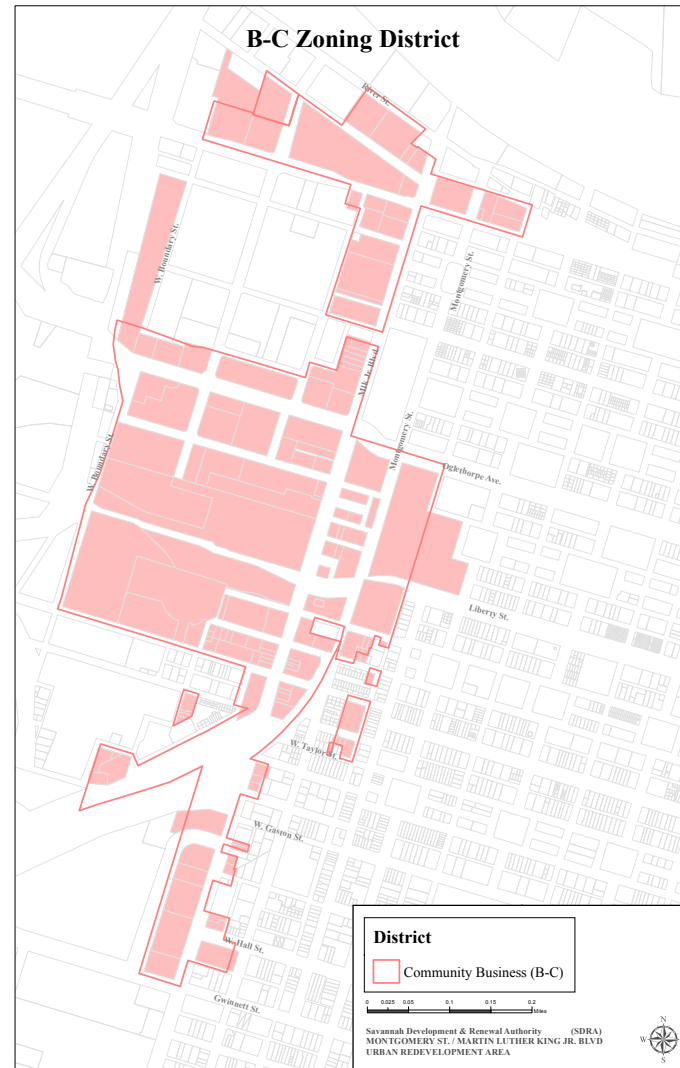 B-C Zoning District
River St.
W. Boundary St.
Montgomery St.
Mlk Jr. Blvd.
Montgomery St.
W. Boundary St.
Oglethorpe Ave.
Liberty St.
W. Taylor St.
W. Gaston St.
W. Hall St.
Gwinnett St.
District
Community Business (B-C)
0 0.025 0.05 0.1 0.15 0.2
Miles
Savannah Development & Renewal Authority (SDRA)
MONTGOMERY ST. / MARTIN LUTHER KING JR. BLVD
URBAN REDEVELOPMENT AREA
N
W E
S